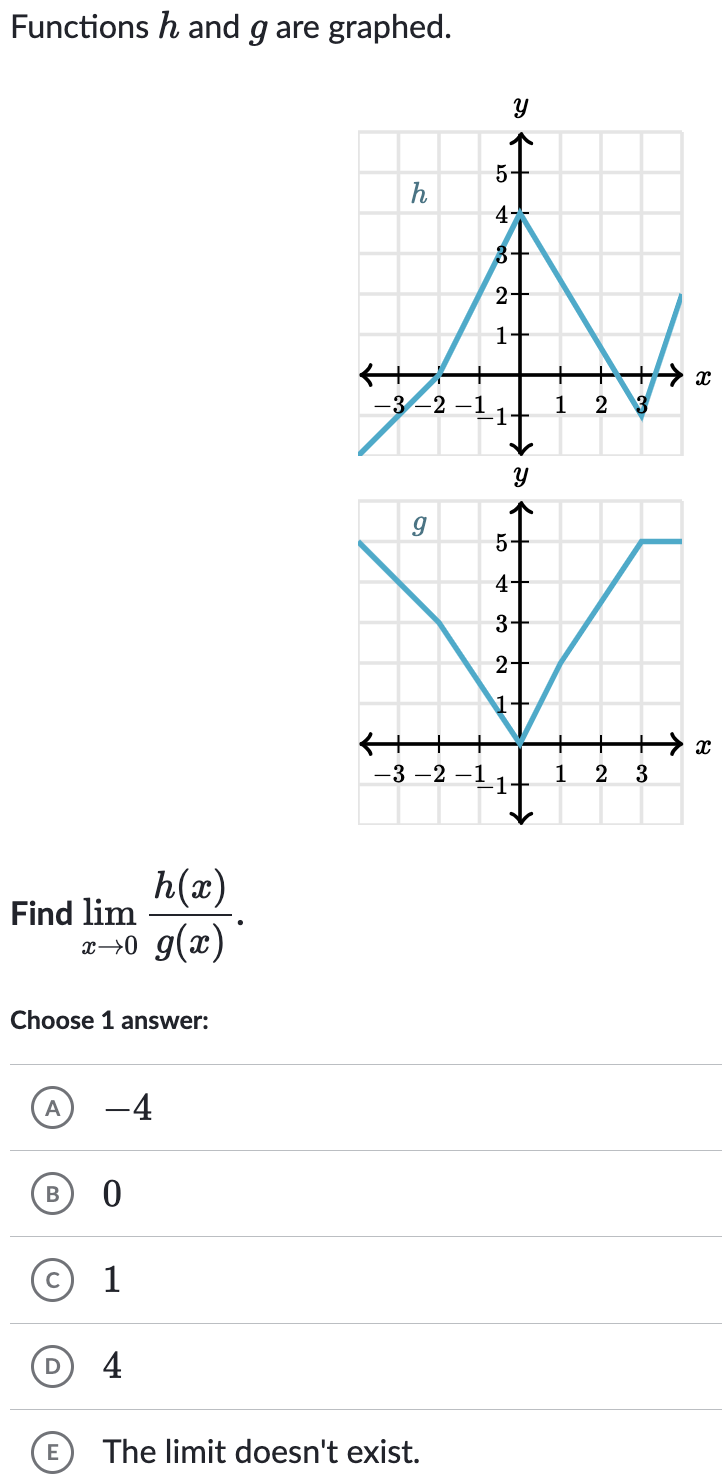 Functions h and g are graphed.
y
5
h
4
3
2
1
x
−3 −2 −1 1 2 3
−1
y
g
5
4
3
2
1
x
−3 −2 −1 1 2 3
−1
Find lim x→0 h(x)/g(x).
Choose 1 answer:
A −4
B 0
C 1
D 4
E The limit doesn't exist.